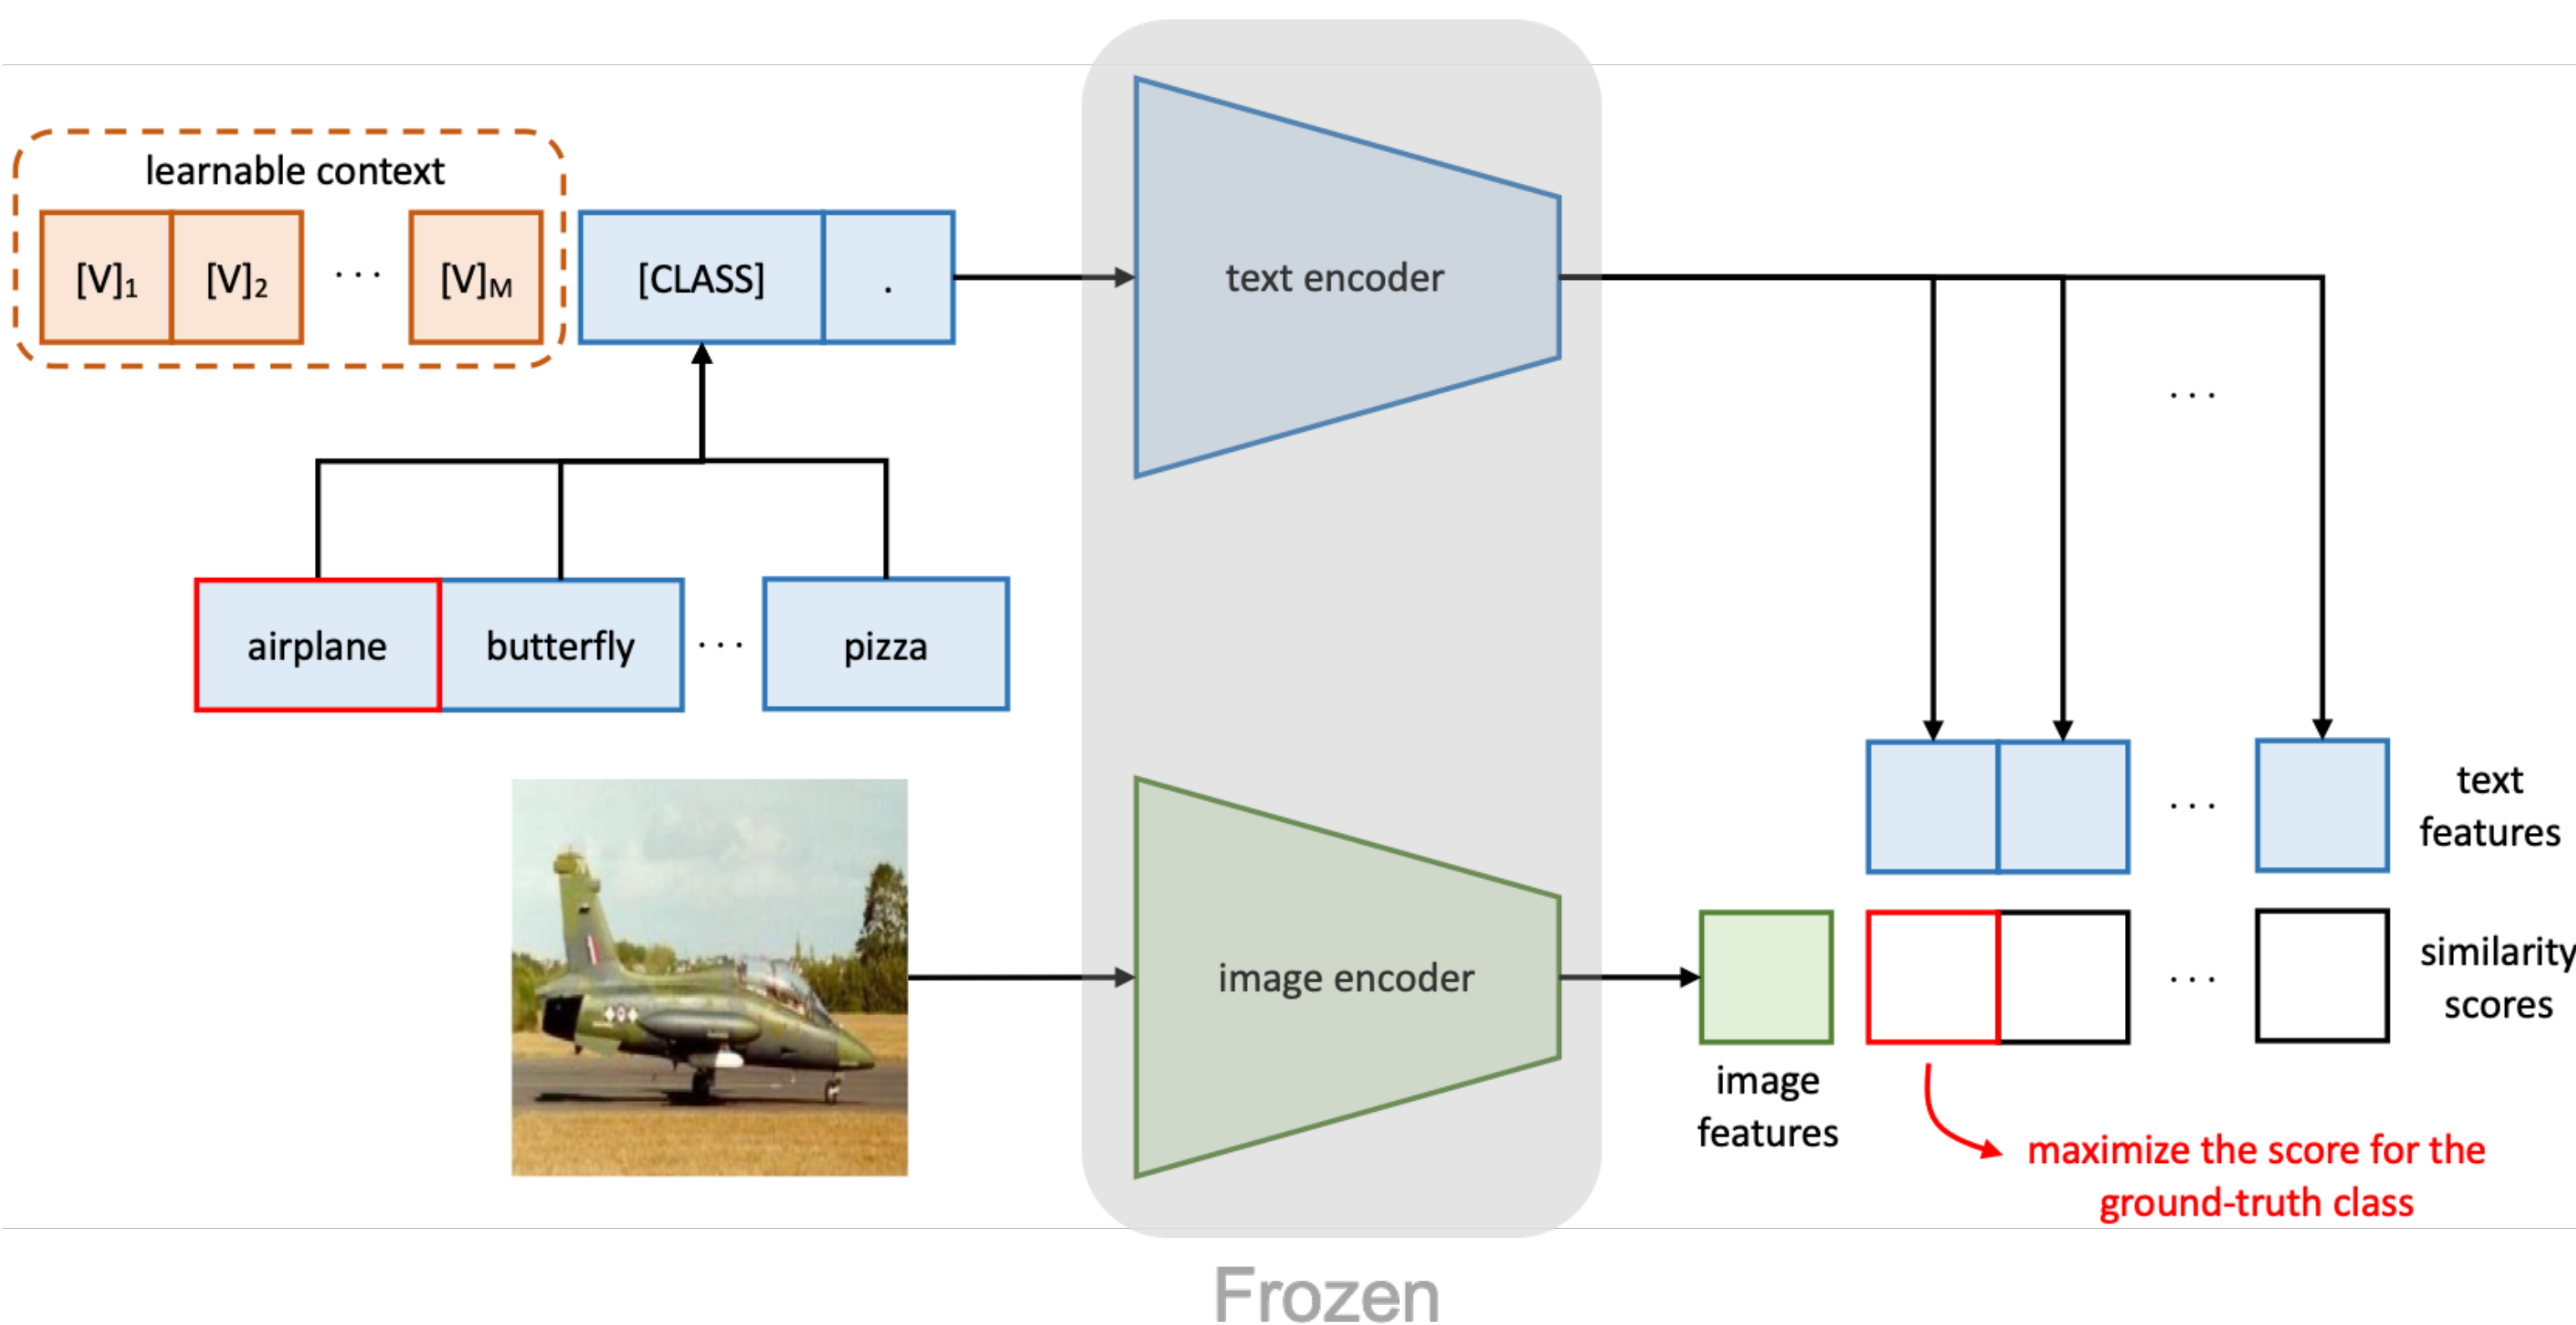 learnable context
[V]1 [V]2 ... [V]M [CLASS] .
text encoder
...
airplane butterfly ... pizza
...
text
features
image encoder
...
similarity
scores
image
features
maximize the score for the
ground-truth class
Frozen